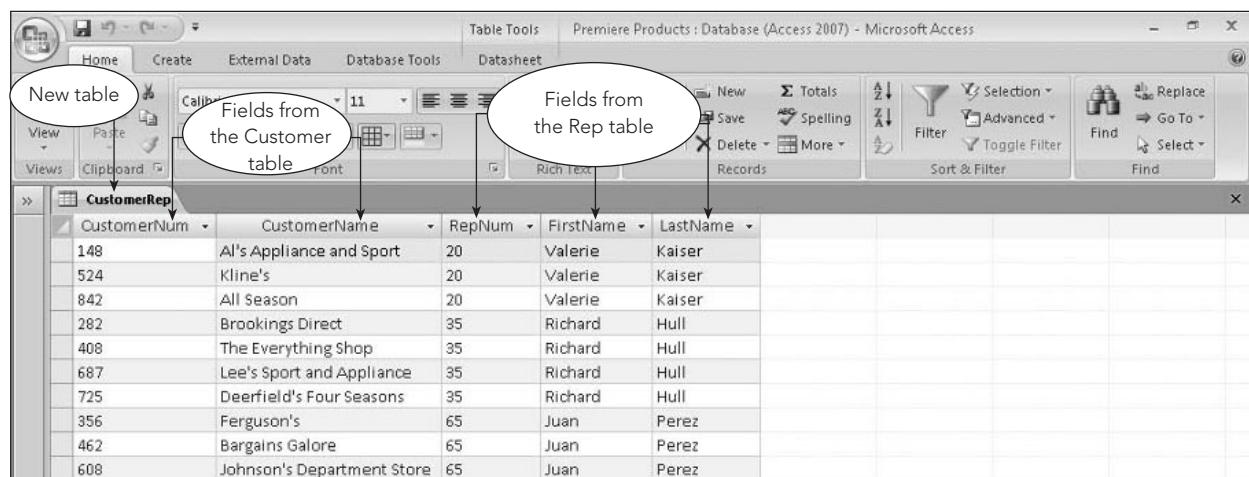 Table Tools
Premiere Products : Database (Access 2007) - Microsoft Access
Home Create External Data Database Tools Datasheet
New table
Fields from
the Customer
table
Fields from
the Rep table
11
New
Save
Delete
Totals
Spelling
More
Filter
Selection
Advanced
Toggle Filter
Find
Replace
Go To
Select
View
Paste
Views
Clipboard
Font
Rich Text
Records
Sort & Filter
Find
CustomerRep
CustomerNum CustomerName RepNum FirstName LastName
148 Al's Appliance and Sport 20 Valerie Kaiser
524 Kline's 20 Valerie Kaiser
842 All Season 20 Valerie Kaiser
282 Brookings Direct 35 Richard Hull
408 The Everything Shop 35 Richard Hull
687 Lee's Sport and Appliance 35 Richard Hull
725 Deerfield's Four Seasons 35 Richard Hull
356 Ferguson's 65 Juan Perez
462 Bargains Galore 65 Juan Perez
608 Johnson's Department Store 65 Juan Perez